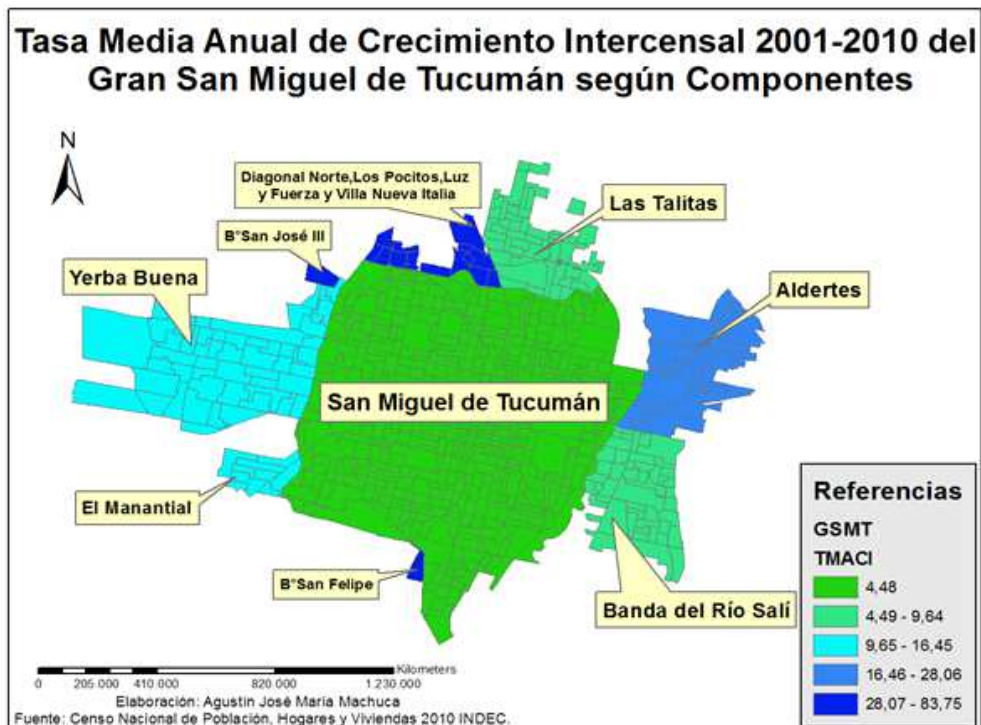 Tasa Media Anual de Crecimiento Intercensal 2001-2010 del
Gran San Miguel de Tucumán según Componentes
N
Diagonal Norte,Los Pocitos,Luz
y Fuerza y Villa Nueva Italia
Las Talitas
B°San José III
Yerba Buena
Aldertes
San Miguel de Tucumán
El Manantial
B°San Felipe
Banda del Río Salí
Referencias
GSMT
TMACI
4,48
4,49 - 9,64
9,65 - 16,45
16,46 - 28,06
28,07 - 83,75
Kilometers
0 205 000 410 000 820 000 1 230 000
Elaboración: Agustín José María Machuca
Fuente: Censo Nacional de Población, Hogares y Viviendas 2010 INDEC.